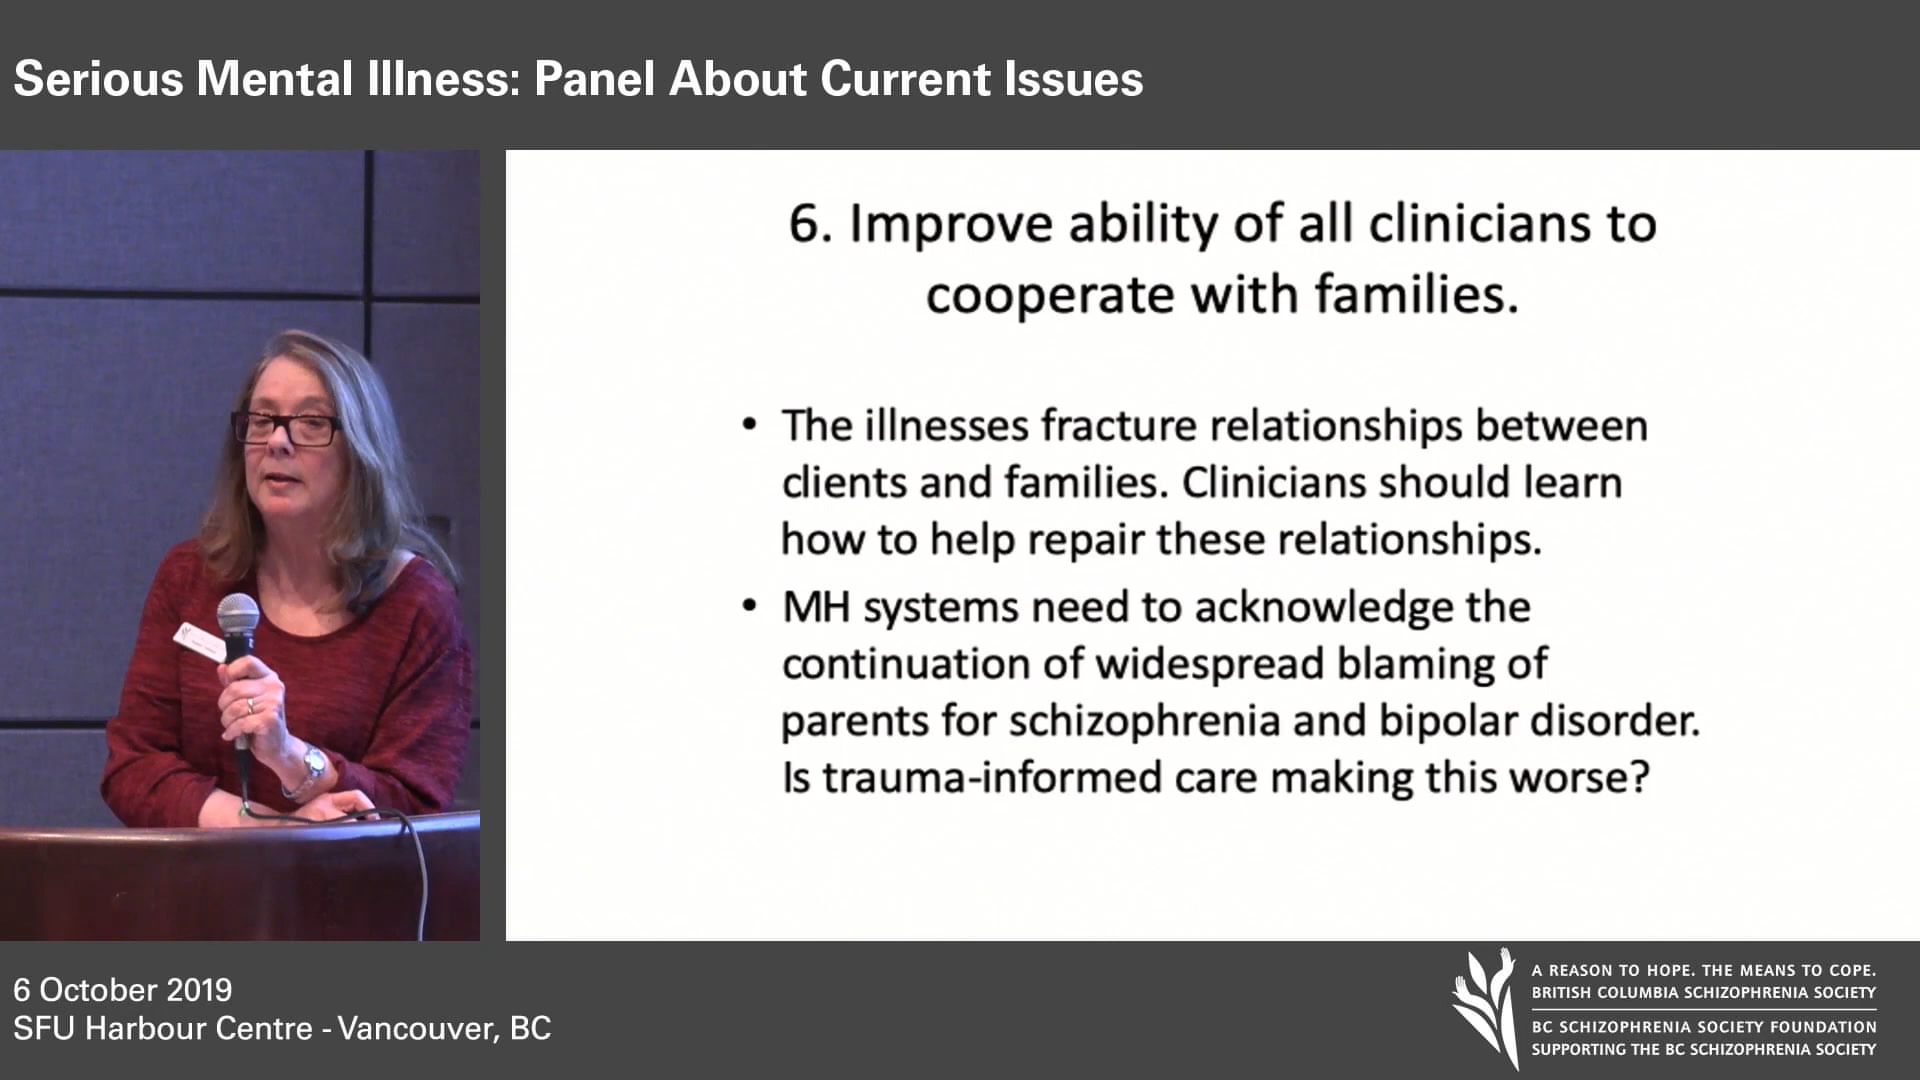 Serious Mental Illness: Panel About Current Issues
6. Improve ability of all clinicians to
cooperate with families.
• The illnesses fracture relationships between
clients and families. Clinicians should learn
how to help repair these relationships.
• MH systems need to acknowledge the
continuation of widespread blaming of
parents for schizophrenia and bipolar disorder.
Is trauma-informed care making this worse?
6 October 2019
SFU Harbour Centre - Vancouver, BC
A REASON TO HOPE. THE MEANS TO COPE.
BRITISH COLUMBIA SCHIZOPHRENIA SOCIETY
BC SCHIZOPHRENIA SOCIETY FOUNDATION
SUPPORTING THE BC SCHIZOPHRENIA SOCIETY